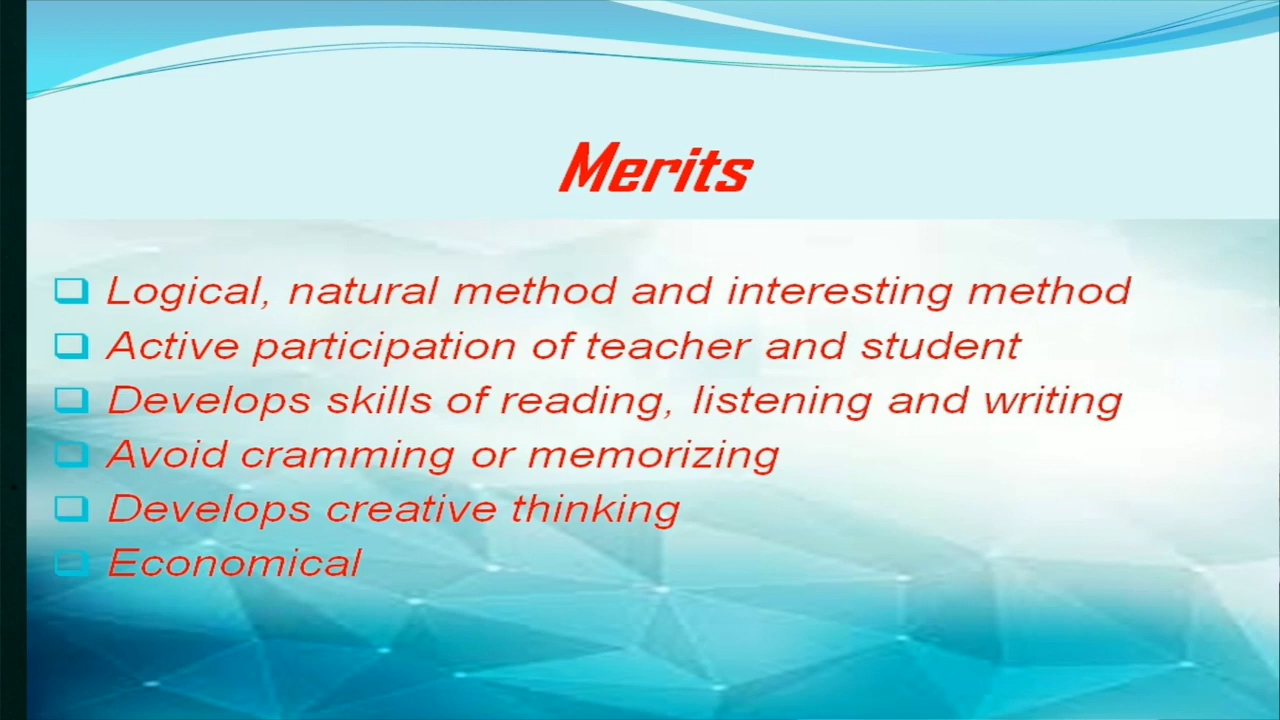 Merits
Logical, natural method and interesting method
Active participation of teacher and student
Develops skills of reading, listening and writing
Avoid cramming or memorizing
Develops creative thinking
Economical